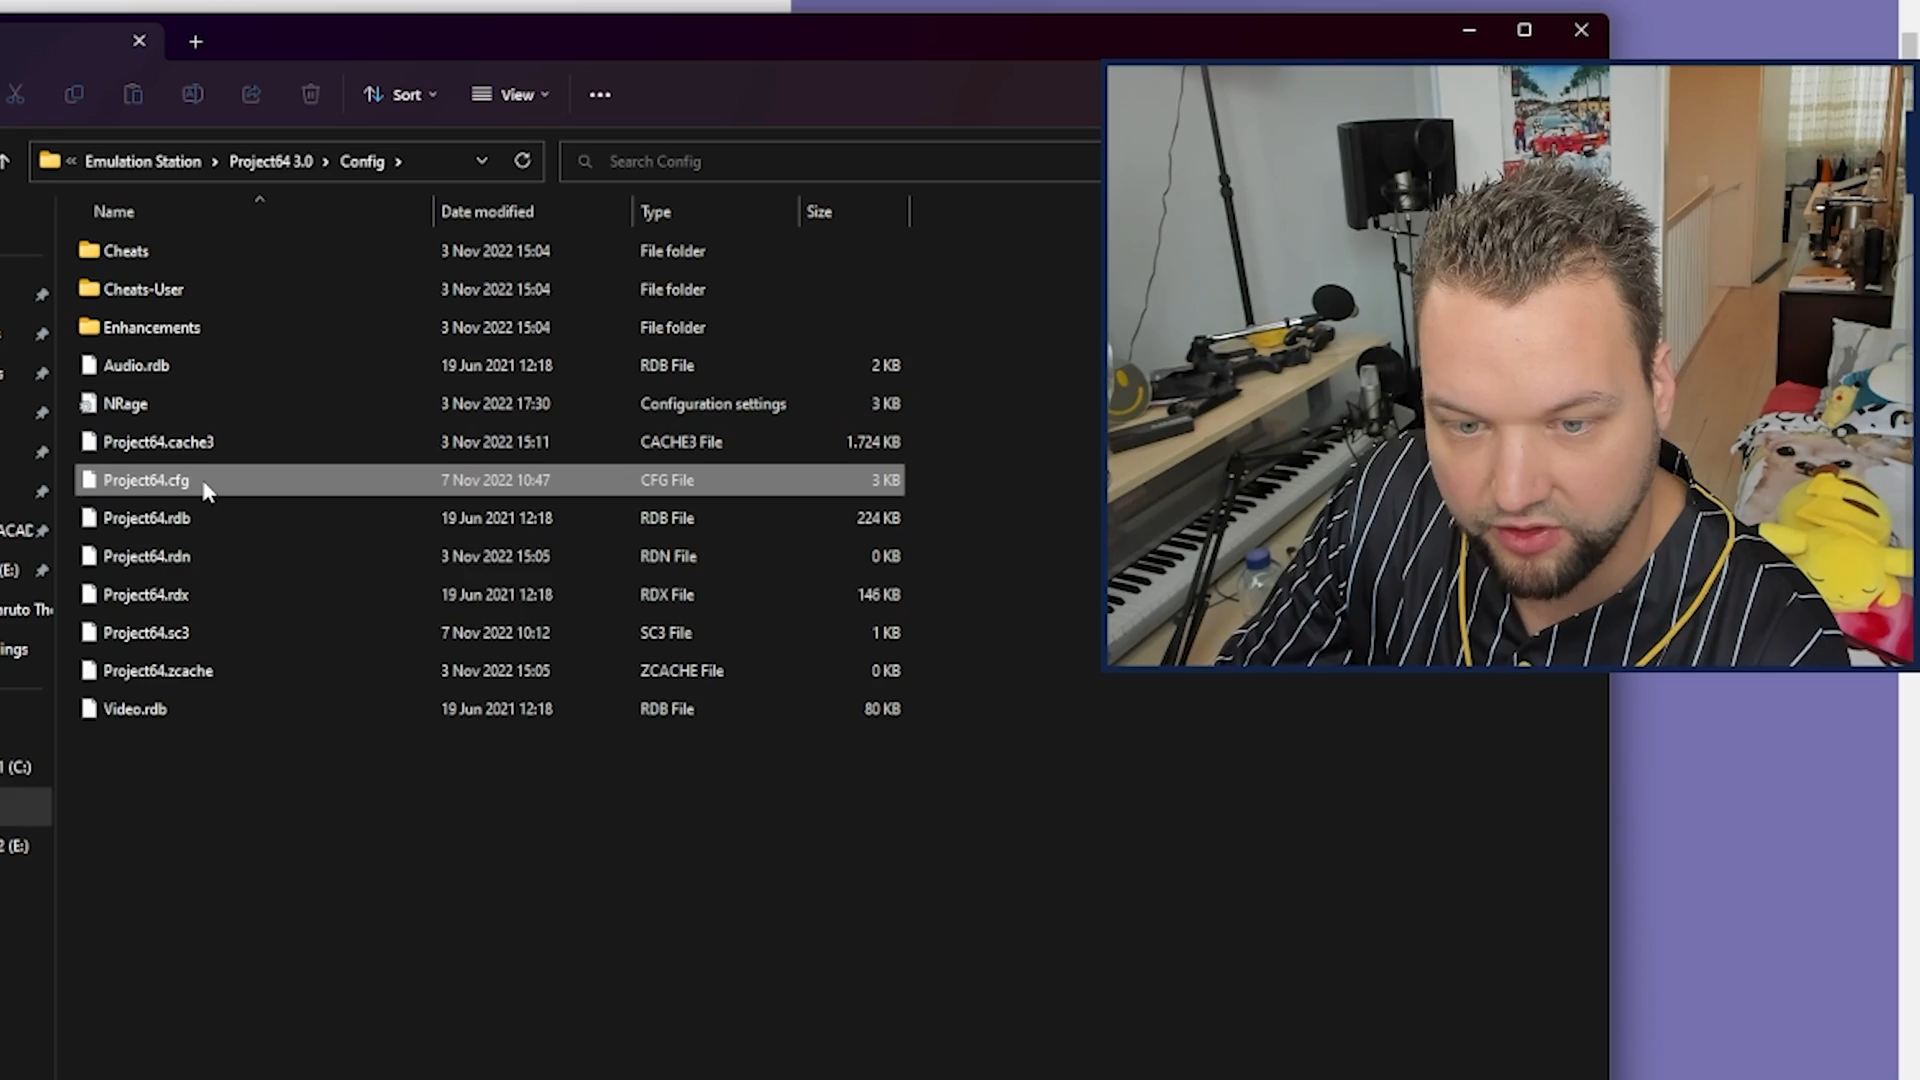 Sort
View
Emulation Station > Project64 3.0 > Config >
Search Config
Name Date modified Type Size
Cheats 3 Nov 2022 15:04 File folder
Cheats-User 3 Nov 2022 15:04 File folder
Enhancements 3 Nov 2022 15:04 File folder
Audio.rdb 19 Jun 2021 12:18 RDB File 2 KB
NRage 3 Nov 2022 17:30 Configuration settings 3 KB
Project64.cache3 3 Nov 2022 15:11 CACHE3 File 1.724 KB
Project64.cfg 7 Nov 2022 10:47 CFG File 3 KB
Project64.rdb 19 Jun 2021 12:18 RDB File 224 KB
Project64.rdn 3 Nov 2022 15:05 RDN File 0 KB
Project64.rdx 19 Jun 2021 12:18 RDX File 146 KB
Project64.sc3 7 Nov 2022 10:12 SC3 File 1 KB
Project64.zcache 3 Nov 2022 15:05 ZCACHE File 0 KB
Video.rdb 19 Jun 2021 12:18 RDB File 80 KB
ACAD
(E:)
aruto Th
ings
1 (C:)
2 (E:)